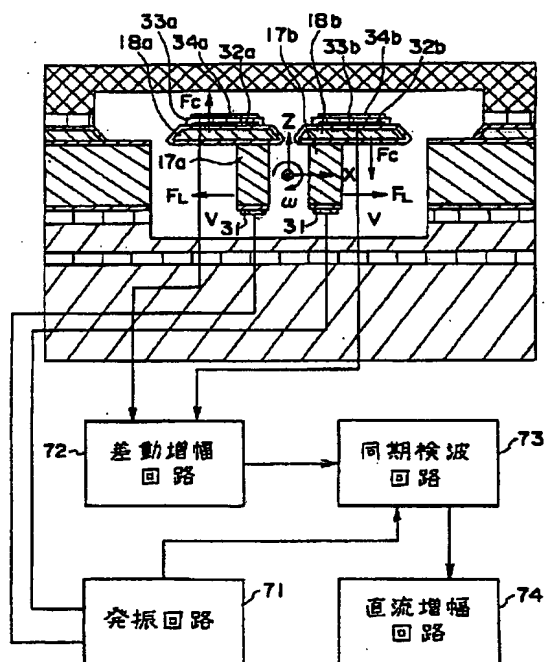 33a
18a
34a
32a
17b
18b
33b
34b
32b
Fc
Z
Fc
17a
X
FL
ω
FL
V
V
31
31
72
差動増幅
回路
同期検波
回路
73
発振回路
71
直流増幅
回路
74